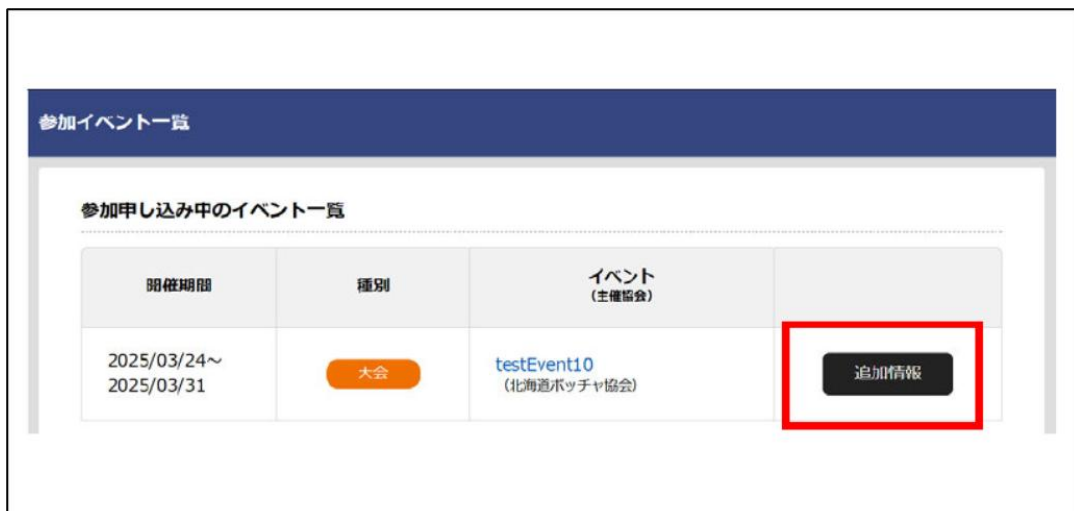 参加イベント一覧
参加申し込み中のイベント一覧
開催期間
種別
イベント
（主催協会）
2025/03/24～
2025/03/31
大会
testEvent10
（北海道ボッチャ協会）
追加情報